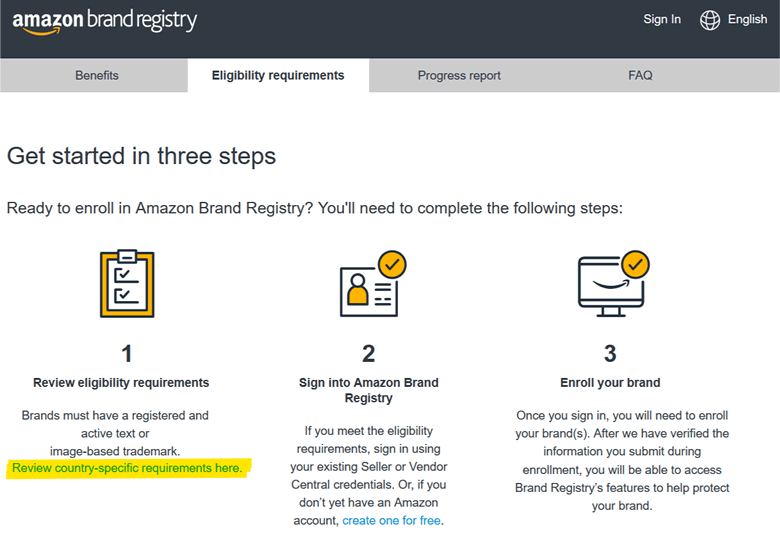 amazon brand registry
Sign In
English
Benefits
Eligibility requirements
Progress report
FAQ
Get started in three steps
Ready to enroll in Amazon Brand Registry? You'll need to complete the following steps:
1
Review eligibility requirements
Brands must have a registered and
active text or
image-based trademark.
Review country-specific requirements here.
2
Sign into Amazon Brand
Registry
If you meet the eligibility
requirements, sign in using
your existing Seller or Vendor
Central credentials. Or, if you
don't yet have an Amazon
account, create one for free.
3
Enroll your brand
Once you sign in, you will need to enroll
your brand(s). After we have verified the
information you submit during
enrollment, you will be able to access
Brand Registry's features to help protect
your brand.